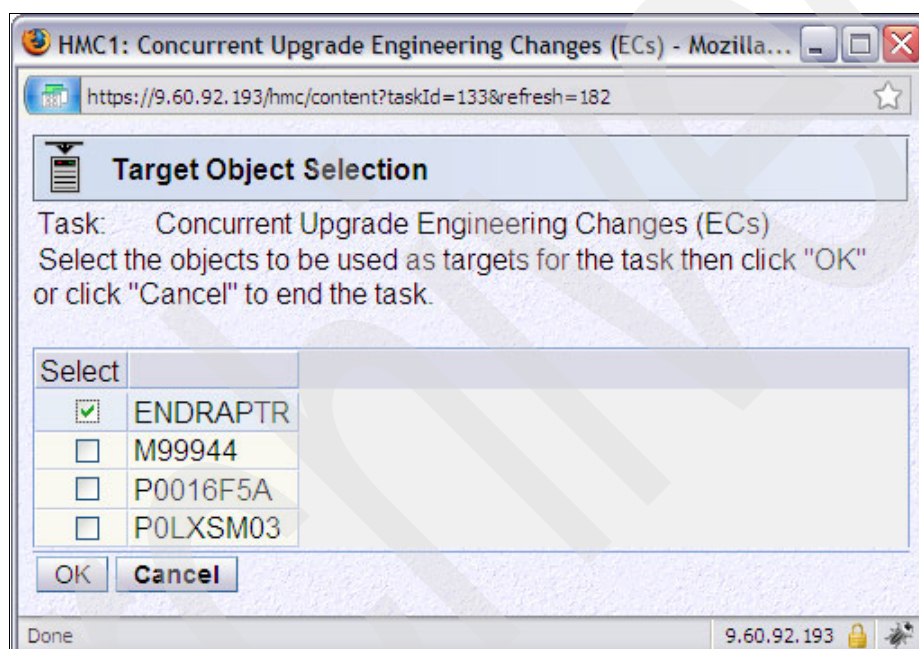 HMC1: Concurrent Upgrade Engineering Changes (ECs) - Mozilla...
https://9.60.92.193/hmc/content?taskId=133&refresh=182
Target Object Selection
Task: Concurrent Upgrade Engineering Changes (ECs)
Select the objects to be used as targets for the task then click "OK"
or click "Cancel" to end the task.
Select
ENDRAPTR
M99944
P0016F5A
P0LXSM03
OK Cancel
Done 9.60.92.193